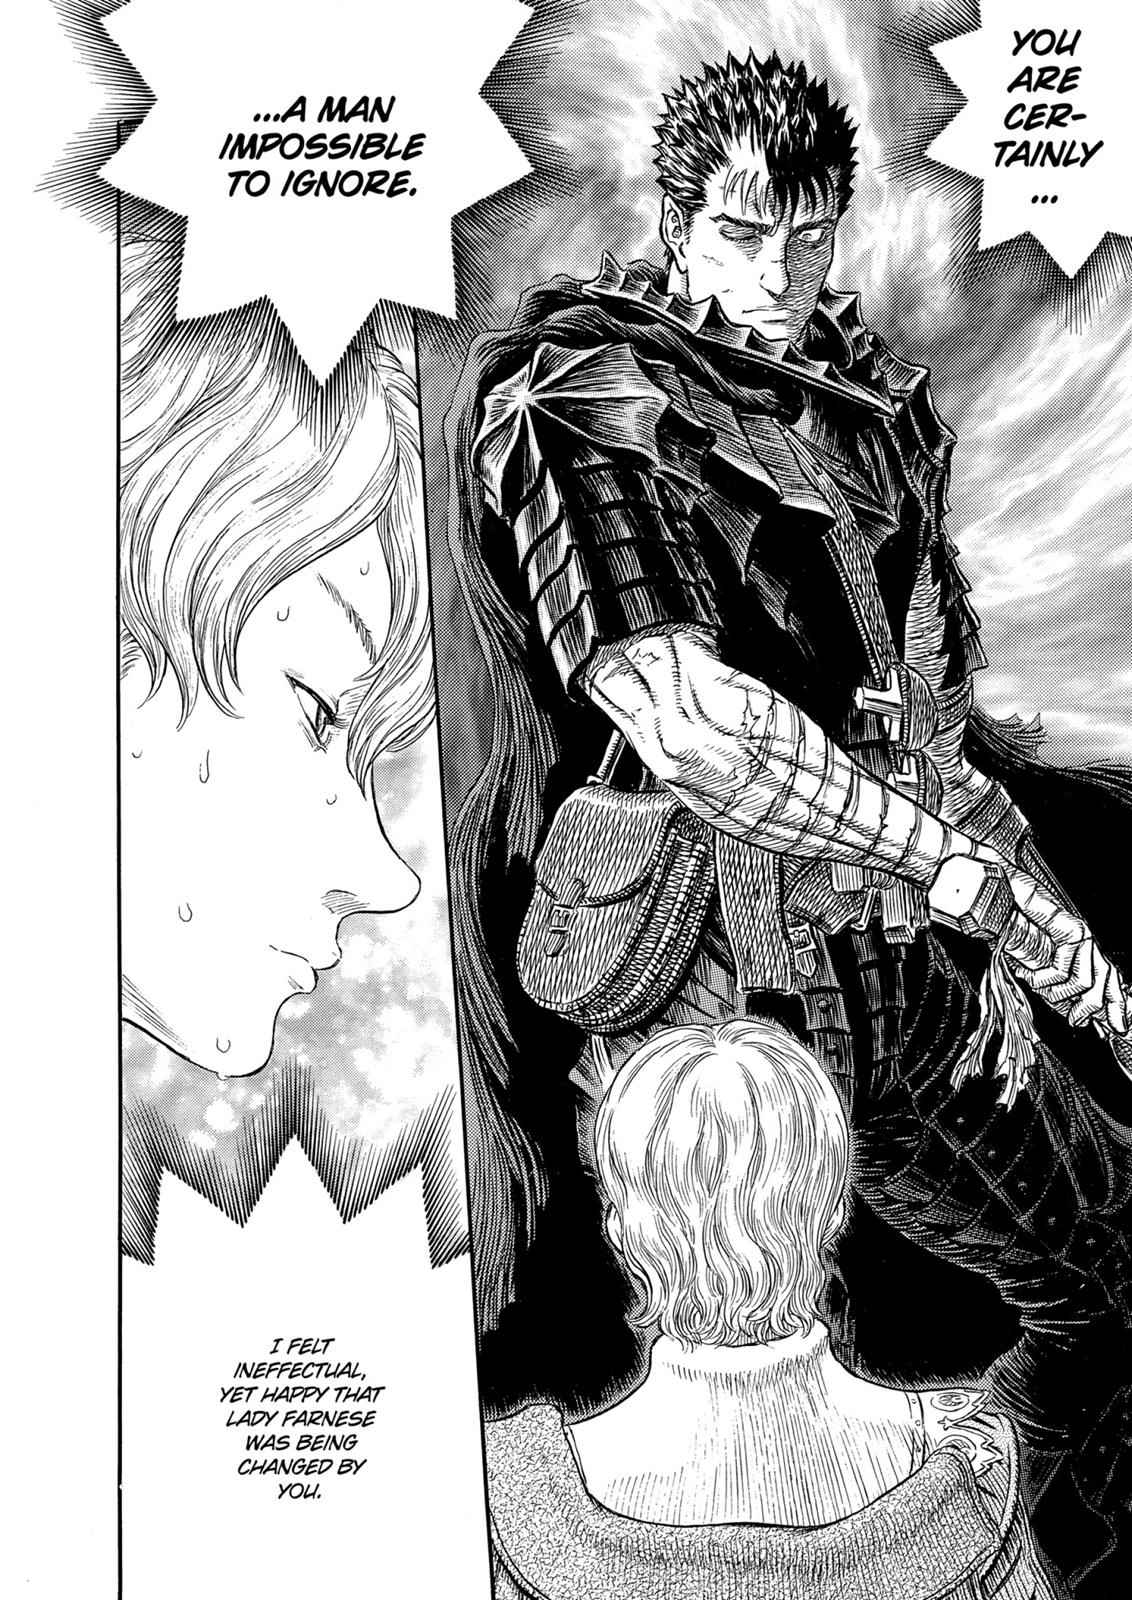 YOU
ARE
CER-
TAINLY
...
...A MAN
IMPOSSIBLE
TO IGNORE.
I FELT
INEFFECTUAL,
YET HAPPY THAT
LADY FARNESE
WAS BEING
CHANGED BY
YOU.